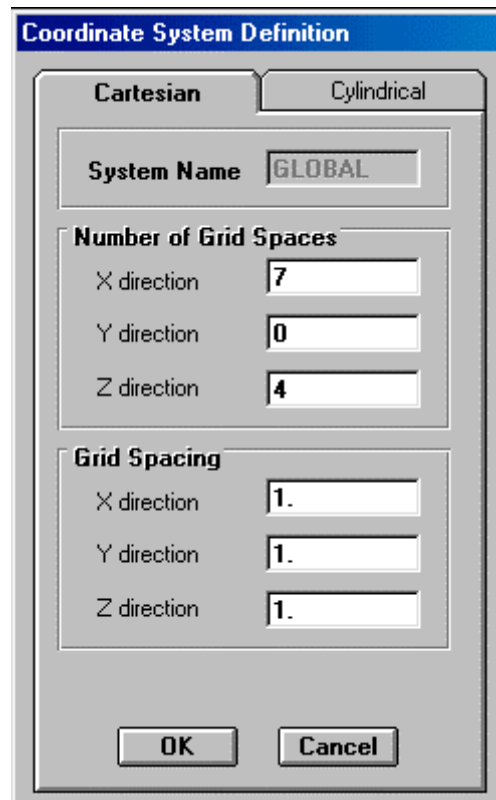 Coordinate System Definition
Cartesian Cylindrical
System Name GLOBAL
Number of Grid Spaces
X direction 7
Y direction 0
Z direction 4
Grid Spacing
X direction 1.
Y direction 1.
Z direction 1.
OK Cancel